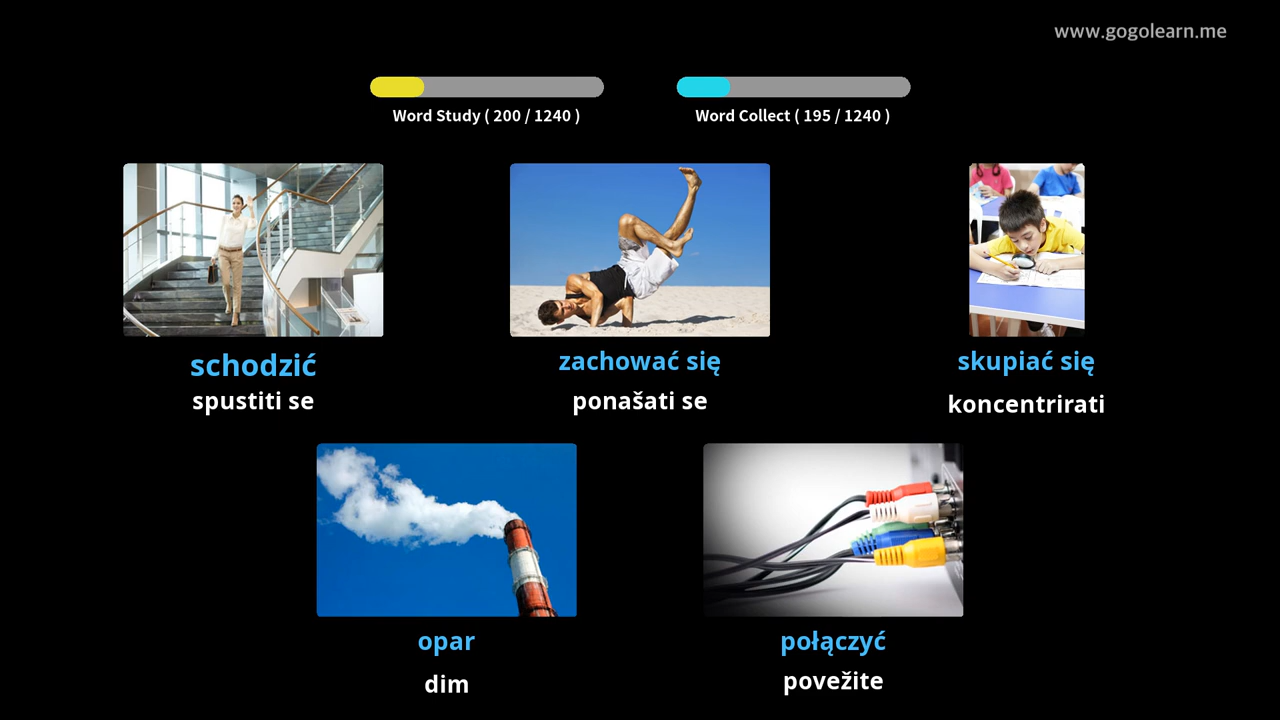 www.gogolearn.me
Word Study ( 200 / 1240 )
Word Collect ( 195 / 1240 )
schodzić
spustiti se
zachować się
ponašati se
skupiać się
koncentrirati
opar
dim
połączyć
povežite